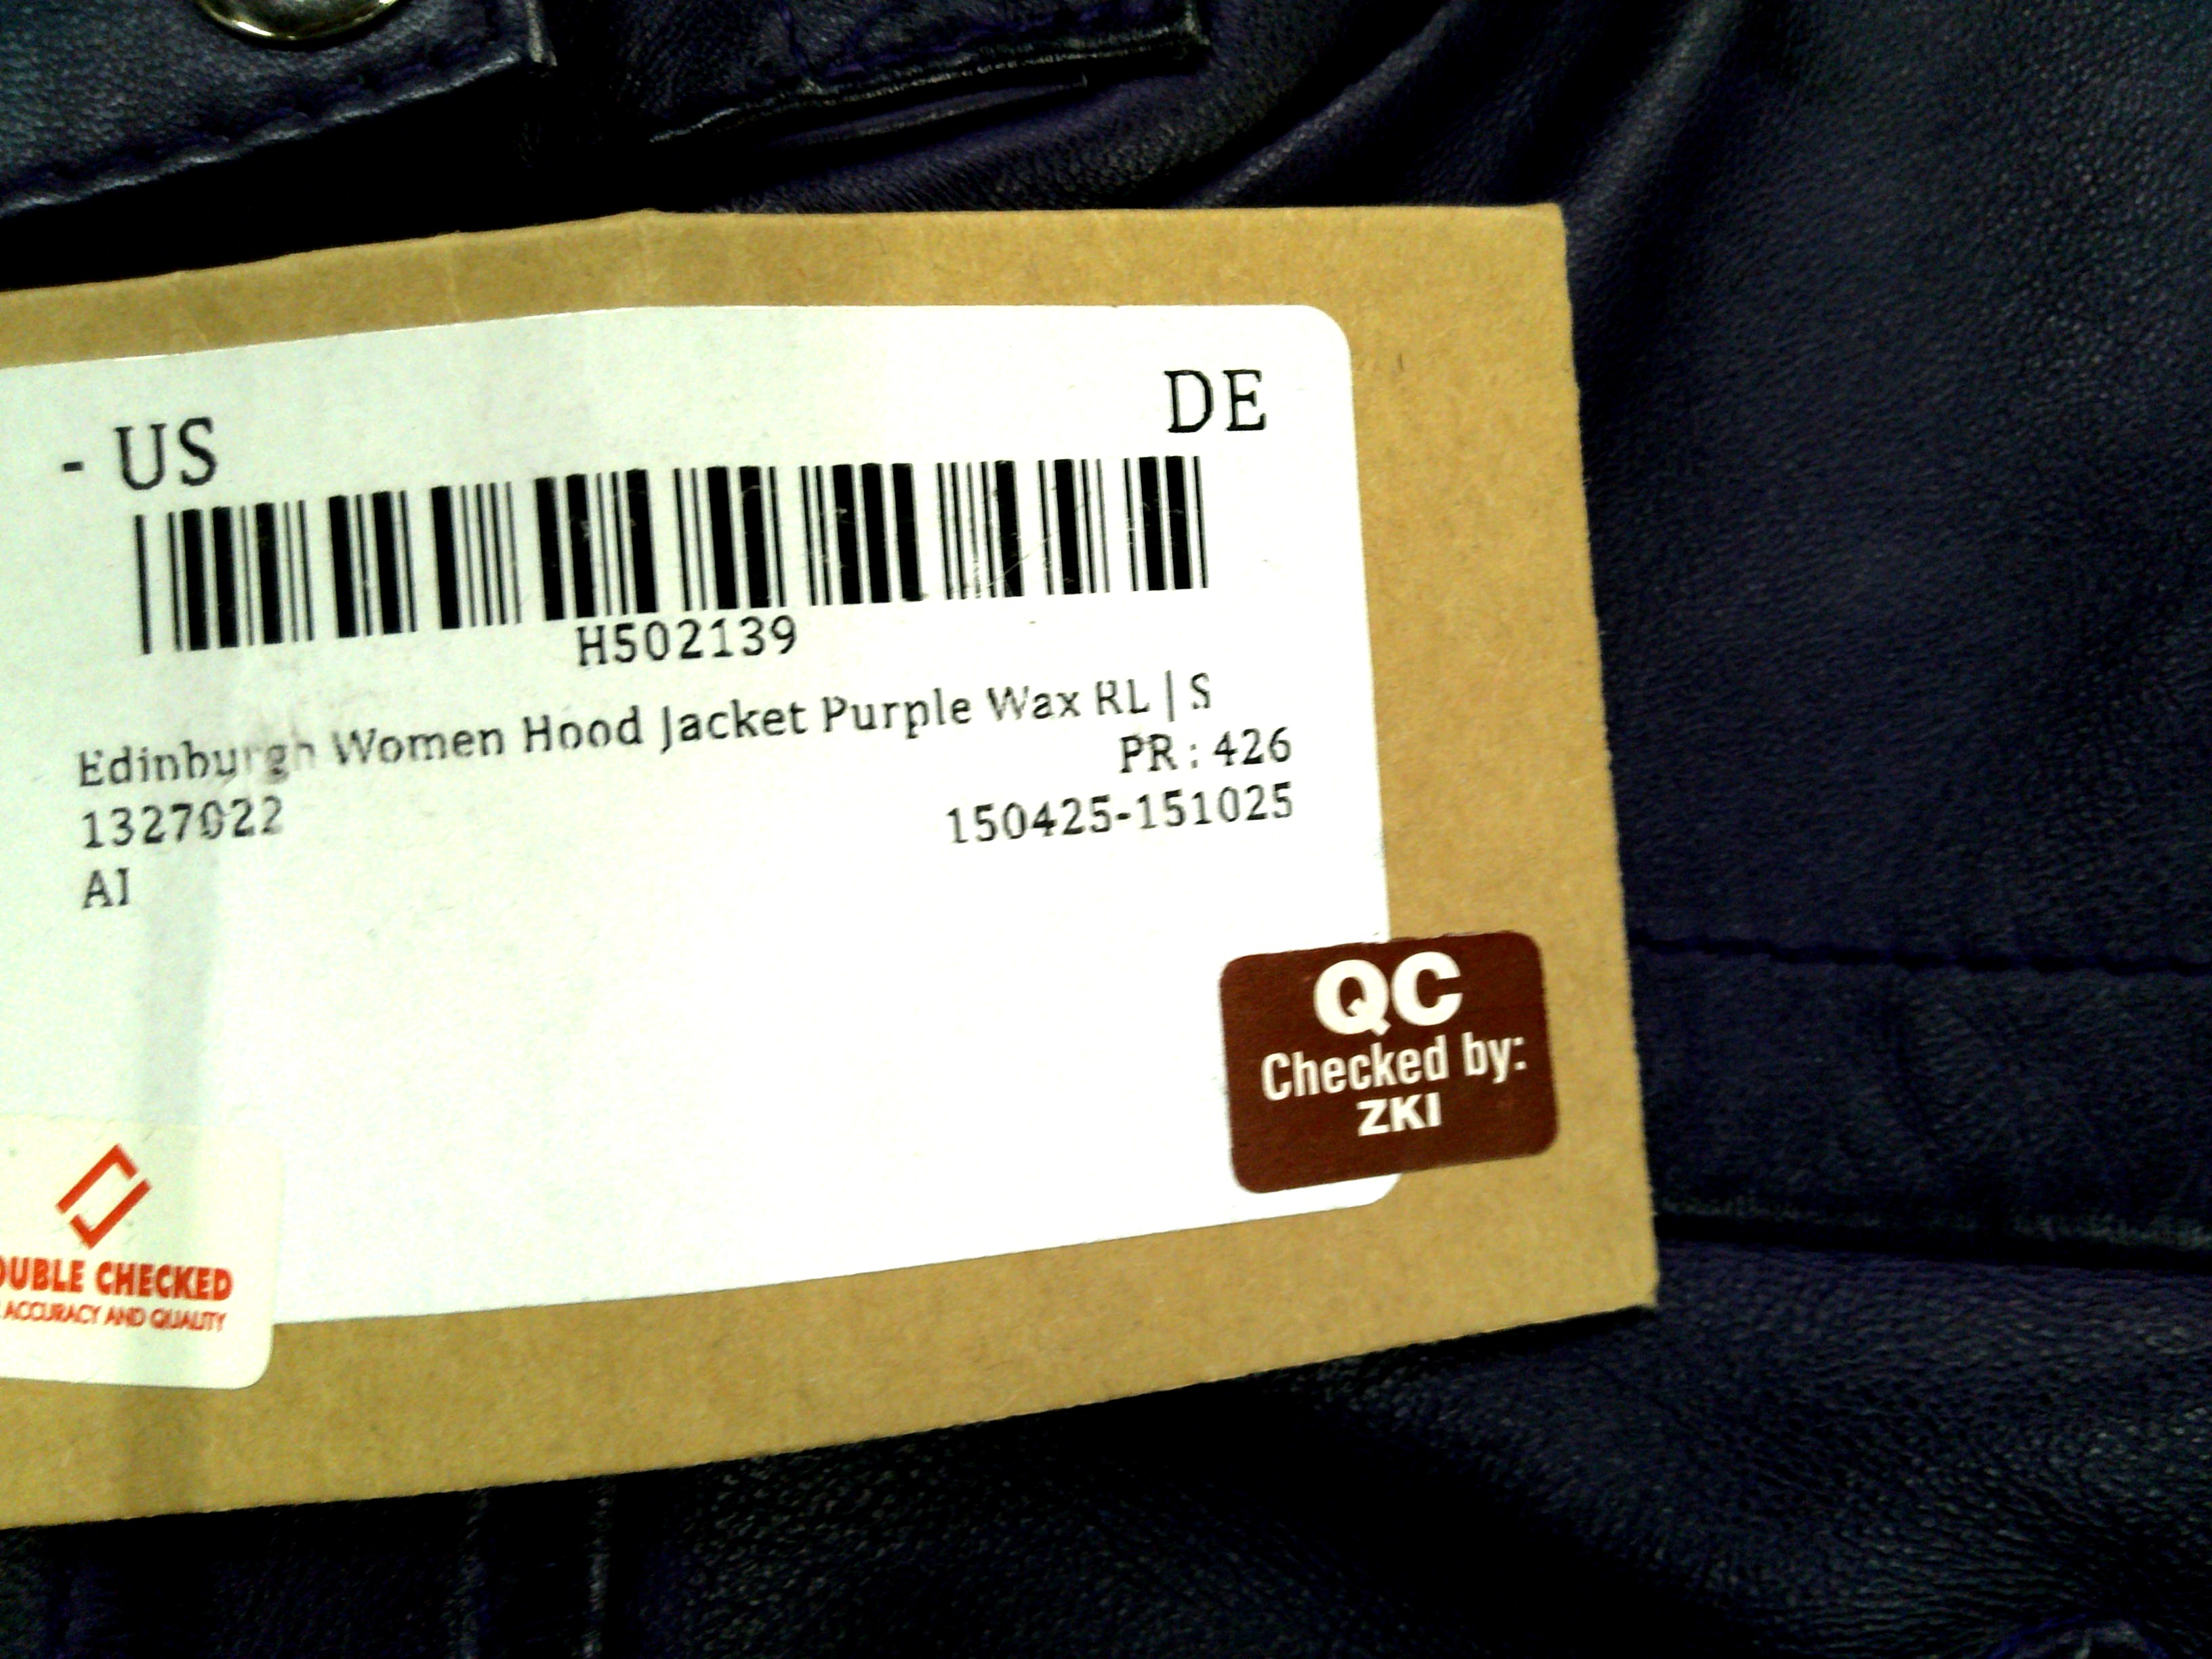 - US DE
H502139
Edinburgh Women Hood Jacket Purple Wax RL | S
PR : 426
1327022 150425-151025
AI
QC
Checked by:
ZKI
OUBLE CHECKED
ACCURACY AND QUALITY